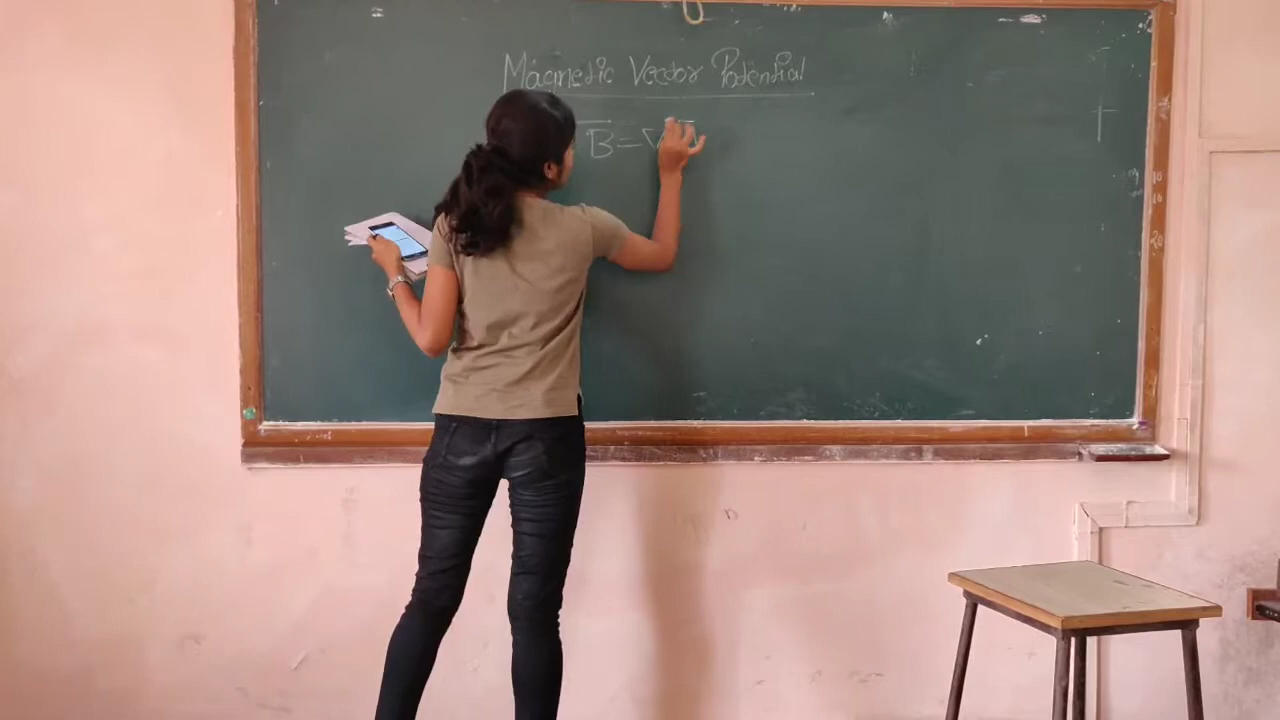 Magnetic Vector Potential
B = ∇